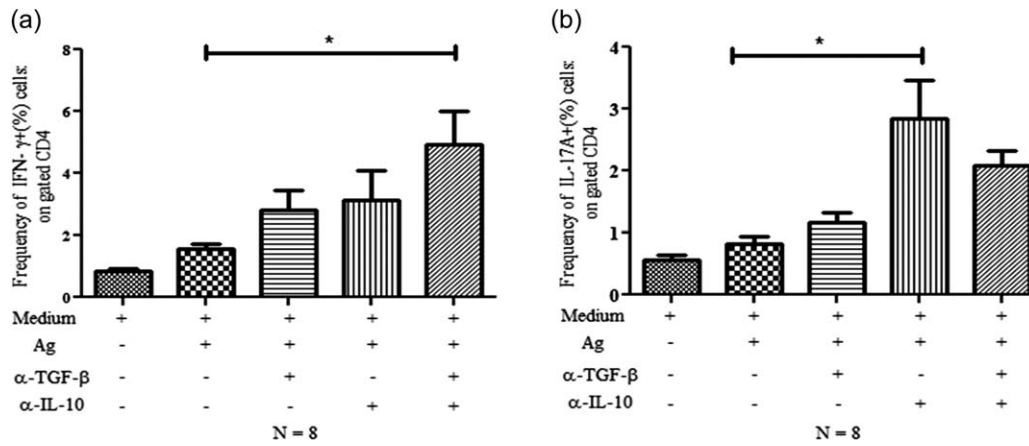 (a)
*
8
6
4
2
0
Frequency of IFN- γ+(%) cells:
on gated CD4
Medium + + + + +
Ag - + + + +
α-TGF-β - - + - +
α-IL-10 - - - + +
N = 8
(b)
*
4
3
2
1
0
Frequency of IL-17A+(%) cells:
on gated CD4
Medium + + + + +
Ag - + + + +
α-TGF-β - - + - +
α-IL-10 - - - + +
N = 8